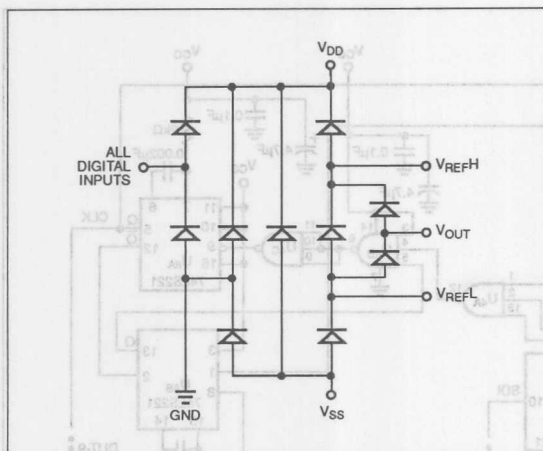 VDD
ALL
DIGITAL
INPUTS
VREFH
VOUT
VREFL
GND
VSS